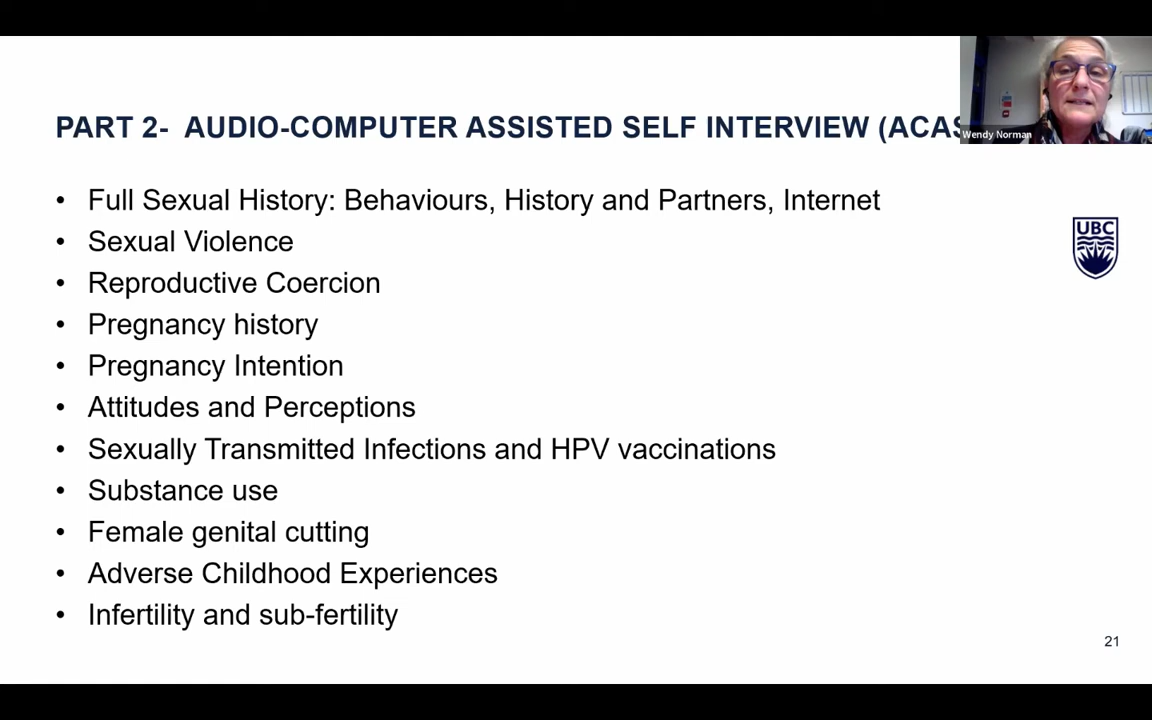 PART 2- AUDIO-COMPUTER ASSISTED SELF INTERVIEW (ACAS
Wendy Norman
• Full Sexual History: Behaviours, History and Partners, Internet
• Sexual Violence
UBC
• Reproductive Coercion
• Pregnancy history
• Pregnancy Intention
• Attitudes and Perceptions
• Sexually Transmitted Infections and HPV vaccinations
• Substance use
• Female genital cutting
• Adverse Childhood Experiences
• Infertility and sub-fertility
21